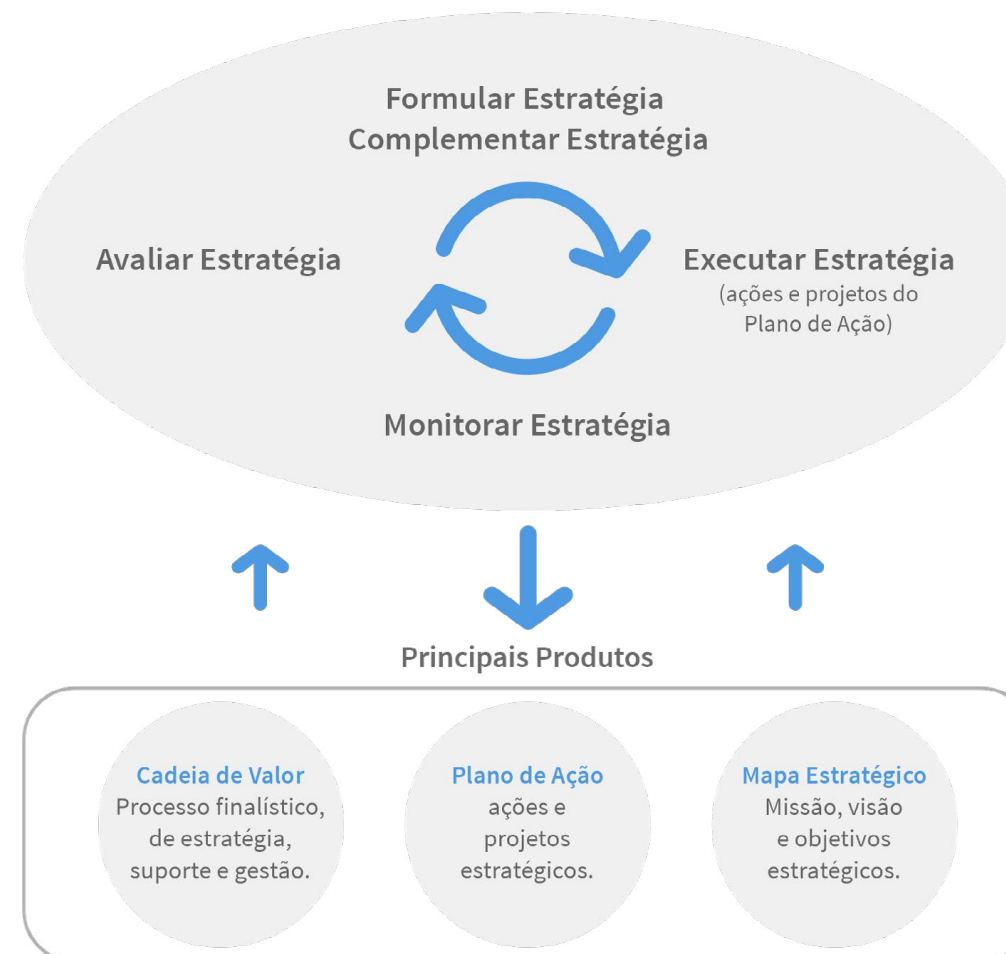 Formular Estratégia
Complementar Estratégia
Avaliar Estratégia
Executar Estratégia
(ações e projetos do
Plano de Ação)
Monitorar Estratégia
Principais Produtos
Cadeia de Valor
Processo finalístico,
de estratégia,
suporte e gestão.
Plano de Ação
ações e
projetos
estratégicos.
Mapa Estratégico
Missão, visão
e objetivos
estratégicos.